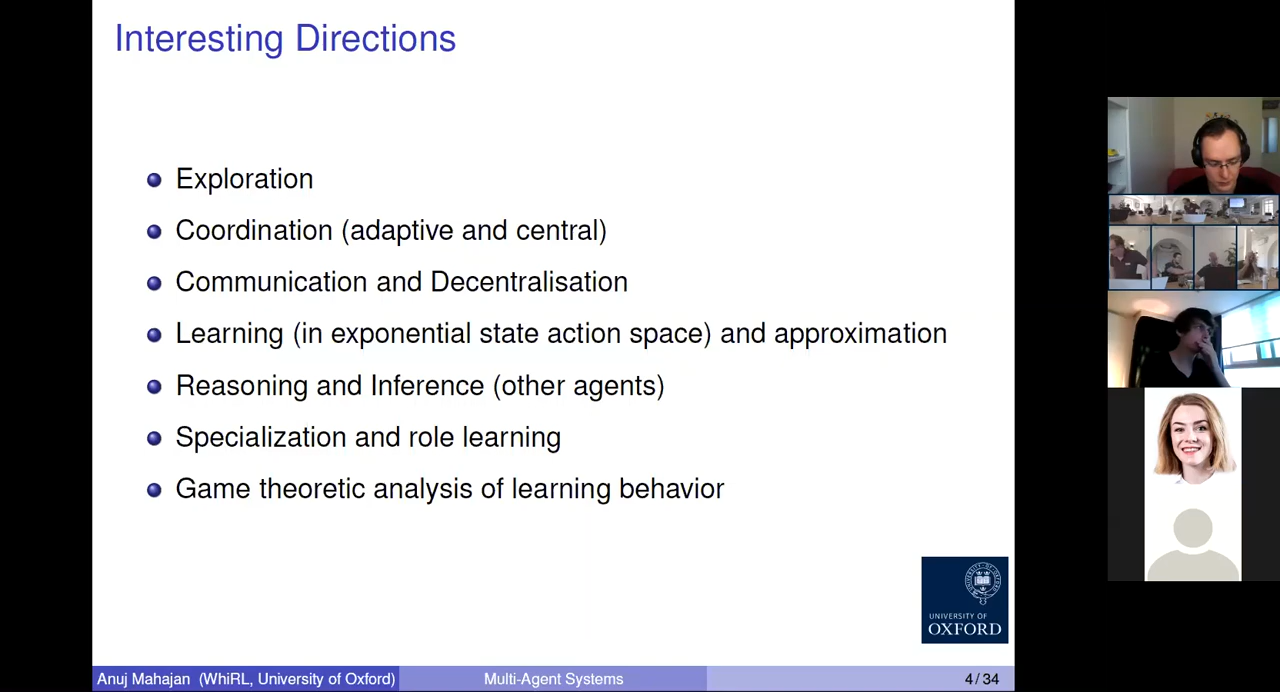 Interesting Directions
Exploration
Coordination (adaptive and central)
Communication and Decentralisation
Learning (in exponential state action space) and approximation
Reasoning and Inference (other agents)
Specialization and role learning
Game theoretic analysis of learning behavior
UNIVERSITY OF
OXFORD
Anuj Mahajan (WhiRL, University of Oxford)
Multi-Agent Systems
4 / 34